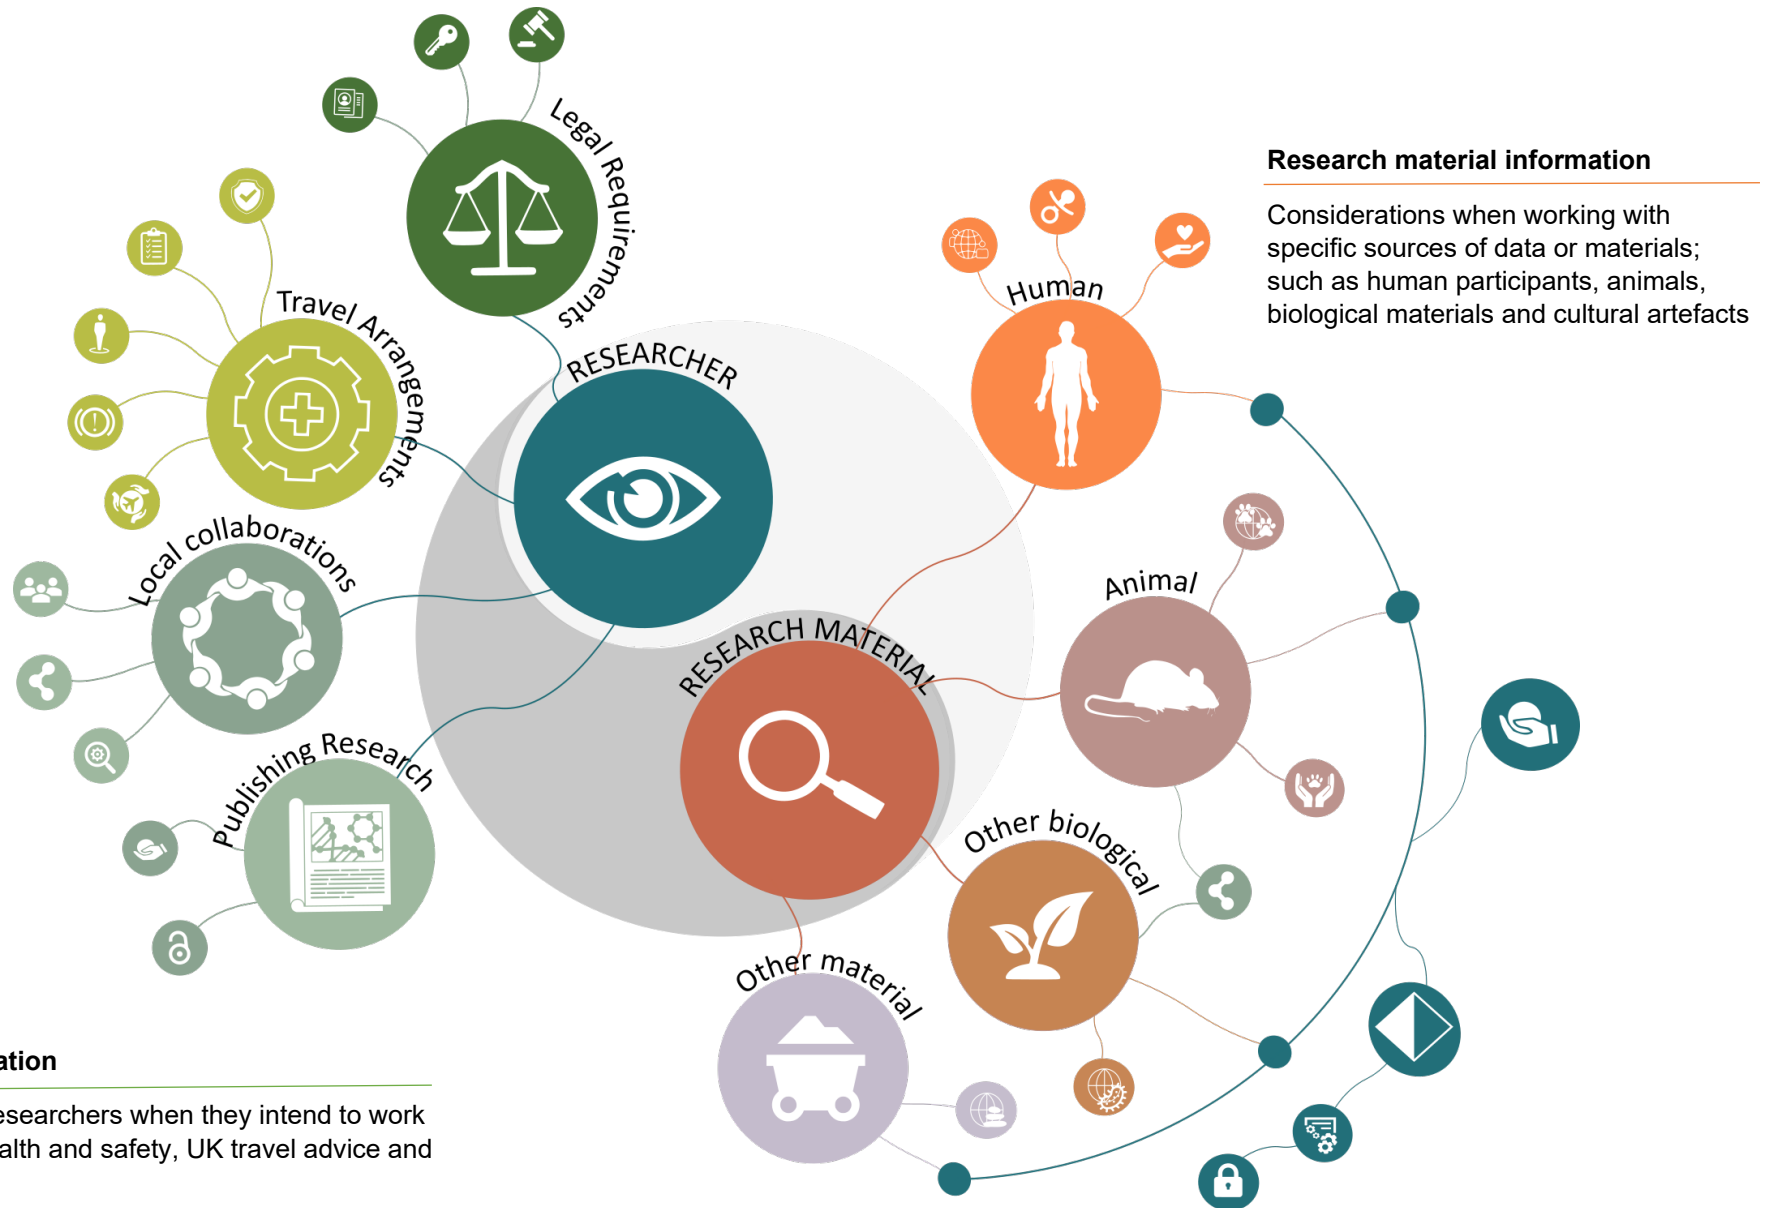 Legal Requirements
Research material information
Considerations when working with
specific sources of data or materials;
such as human participants, animals,
biological materials and cultural artefacts
Travel Arrangements
Human
RESEARCHER
Local collaborations
Animal
RESEARCH MATERIAL
Publishing Research
Other biological
Other material
ation
esearchers when they intend to work
alth and safety, UK travel advice and